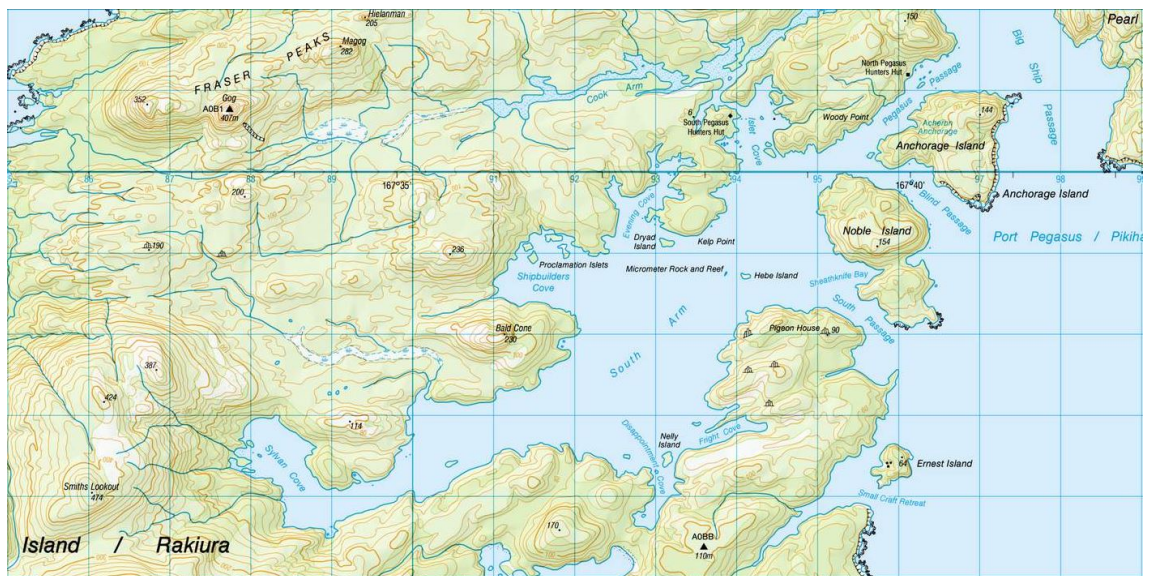 Hielanman
205
150
Pearl
FRASER PEAKS
Magog
282
Big Ship Passage
North Pegasus
Hunters Hut
Pegasus Passage
Cook Arm
352
Gog
A0B1
407m
6
South Pegasus
Hunters Hut
Islet Cove
Woody Point
144
Acheron
Anchorage
Anchorage Island
86
87
88
89
167°35'
91
92
93
94
95
167°40'
97
98
200
Anchorage Island
Blind Passage
Evening Cove
Noble Island
154
190
236
Dryad
Island
Kelp Point
Port Pegasus / Pikiha
Proclamation Islets
Micrometer Rock and Reef
Hebe Island
Shipbuilders
Cove
Sheathknife Bay
South Passage
South Arm
Bald Cone
230
Pigeon House
90
387
424
114
Nelly
Island
Fright Cove
Disappointment Cove
Sylvan Cove
64
Ernest Island
Smiths Lookout
474
Small Craft Retreat
170
A0BB
110m
Island / Rakiura